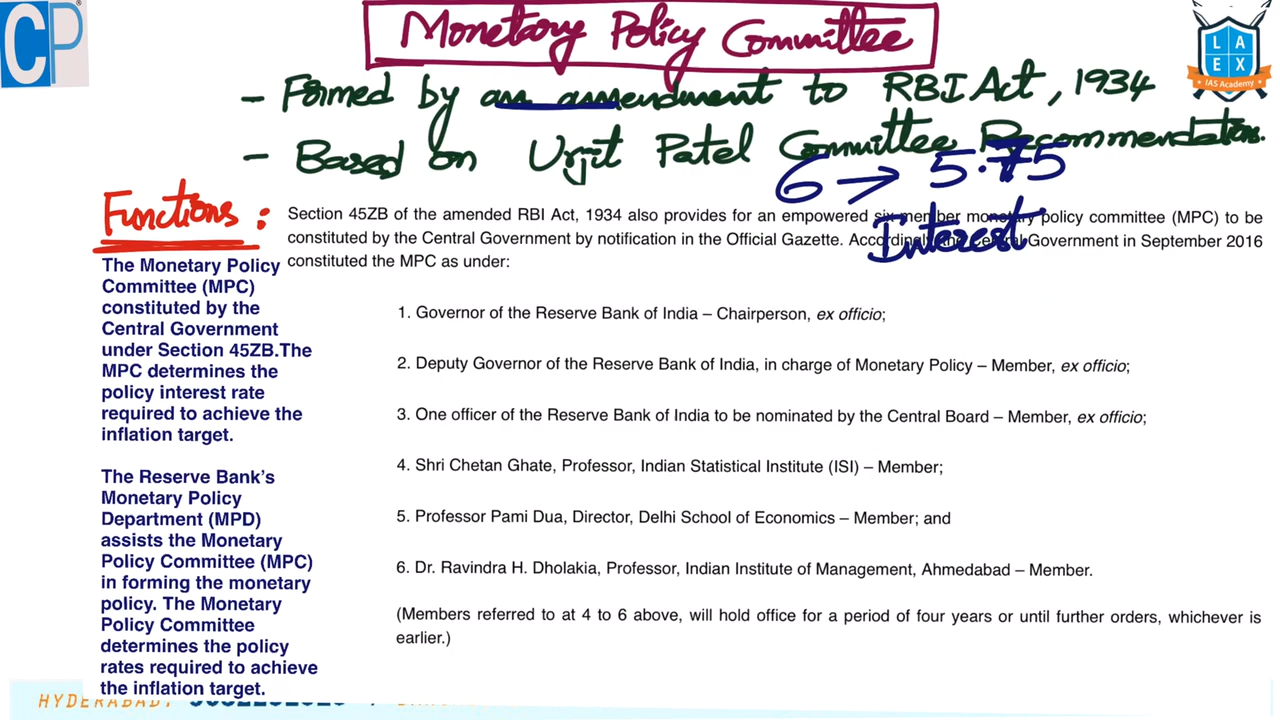 CP
Monetary Policy Committee
LA
EX
IAS Academy
- Formed by an amendment to RBI Act, 1934
- Based on Urjit Patel Committee Recommendations.
6 → 5.75
Interest
Functions :
The Monetary Policy
Committee (MPC)
constituted by the
Central Government
under Section 45ZB.The
MPC determines the
policy interest rate
required to achieve the
inflation target.
The Reserve Bank's
Monetary Policy
Department (MPD)
assists the Monetary
Policy Committee (MPC)
in forming the monetary
policy. The Monetary
Policy Committee
determines the policy
rates required to achieve
the inflation target.
Section 45ZB of the amended RBI Act, 1934 also provides for an empowered six member monetary policy committee (MPC) to be
constituted by the Central Government by notification in the Official Gazette. Accordingly, the Central Government in September 2016
constituted the MPC as under:
1. Governor of the Reserve Bank of India – Chairperson, ex officio;
2. Deputy Governor of the Reserve Bank of India, in charge of Monetary Policy – Member, ex officio;
3. One officer of the Reserve Bank of India to be nominated by the Central Board – Member, ex officio;
4. Shri Chetan Ghate, Professor, Indian Statistical Institute (ISI) – Member;
5. Professor Pami Dua, Director, Delhi School of Economics – Member; and
6. Dr. Ravindra H. Dholakia, Professor, Indian Institute of Management, Ahmedabad – Member.
(Members referred to at 4 to 6 above, will hold office for a period of four years or until further orders, whichever is
earlier.)
HYDERABAD: